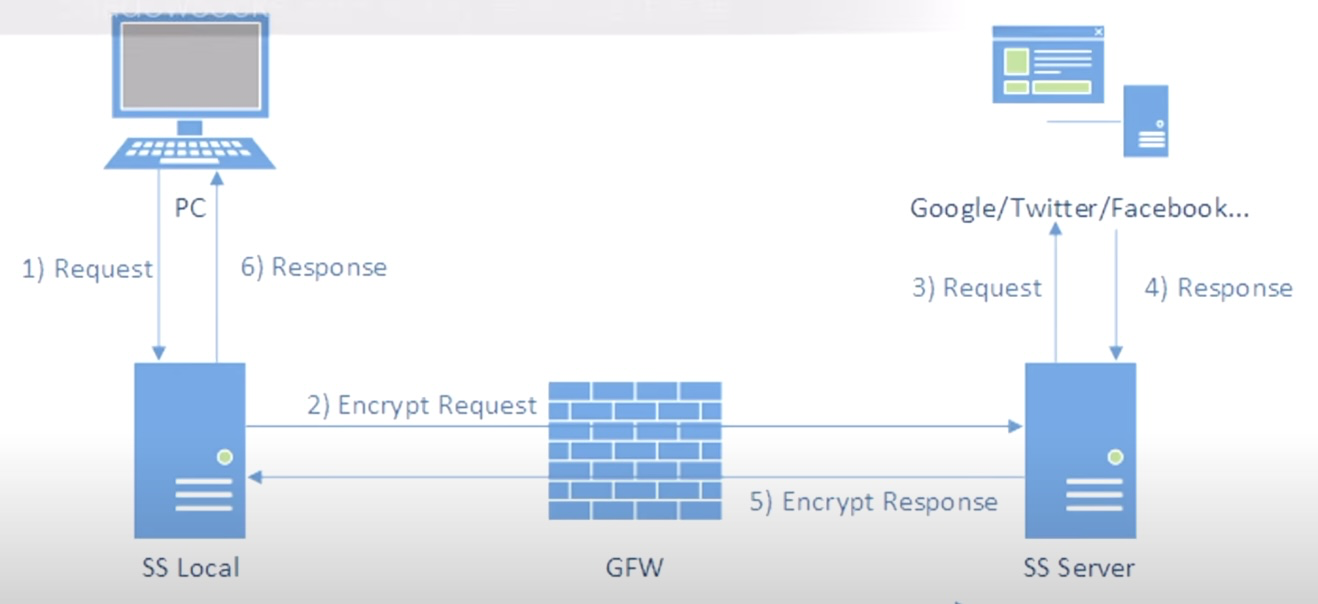 PC
Google/Twitter/Facebook...
1) Request
6) Response
3) Request
4) Response
2) Encrypt Request
5) Encrypt Response
SS Local
GFW
SS Server